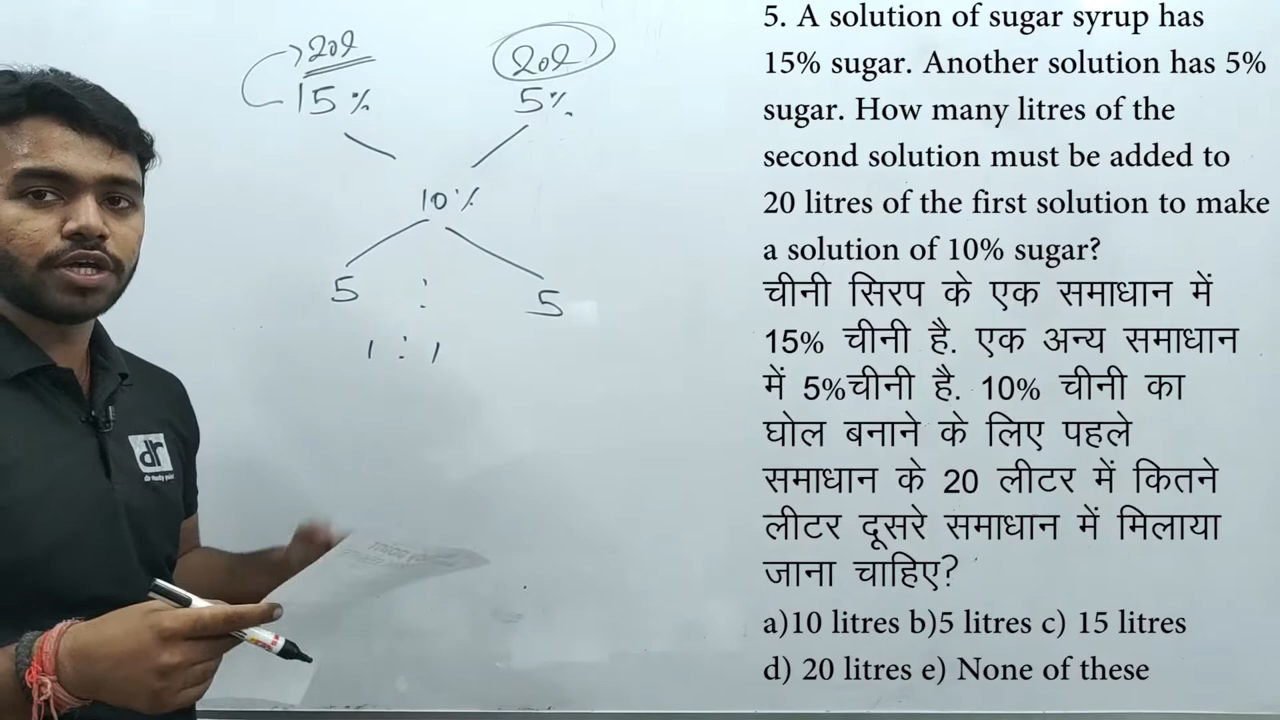 20l
20l
15%
5%
10%
5 : 5
1 : 1
dr
5. A solution of sugar syrup has
15% sugar. Another solution has 5%
sugar. How many litres of the
second solution must be added to
20 litres of the first solution to make
a solution of 10% sugar?
चीनी सिरप के एक समाधान में
15% चीनी है. एक अन्य समाधान
में 5%चीनी है. 10% चीनी का
घोल बनाने के लिए पहले
समाधान के 20 लीटर में कितने
लीटर दूसरे समाधान में मिलाया
जाना चाहिए?
a)10 litres b)5 litres c) 15 litres
d) 20 litres e) None of these